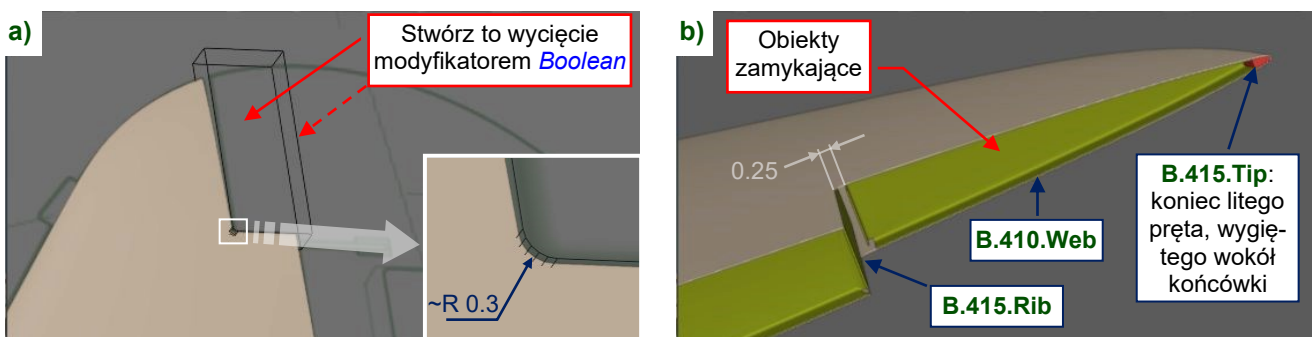 a)
Stwórz to wycięcie
modyfikatorem Boolean
~R 0.3
b)
Obiekty
zamykające
0.25
B.410.Web
B.415.Rib
B.415.Tip:
koniec litego
pręta, wygię-
tego wokół
końcówki